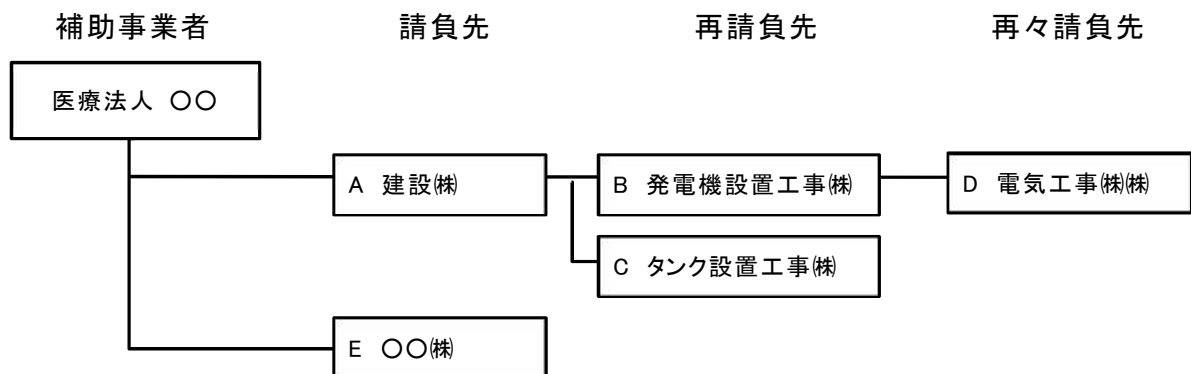 補助事業者 請負先 再請負先 再々請負先
医療法人 〇〇
A 建設㈱ B 発電機設置工事㈱ D 電気工事㈱㈱
C タンク設置工事㈱
E 〇〇㈱